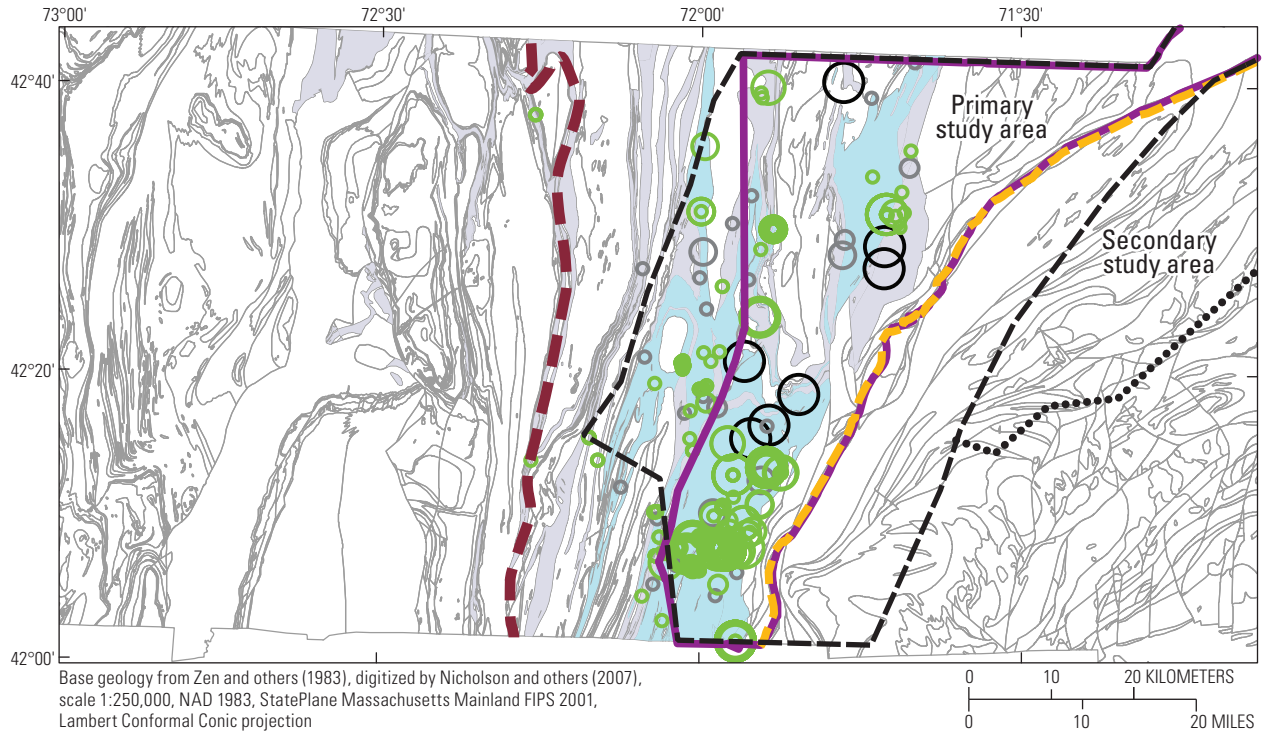 73°00'
72°30'
72°00'
71°30'
42°40'
Primary
study area
Secondary
study area
42°20'
42°00'
Base geology from Zen and others (1983), digitized by Nicholson and others (2007),
scale 1:250,000, NAD 1983, StatePlane Massachusetts Mainland FIPS 2001,
Lambert Conformal Conic projection
0 10 20 KILOMETERS
0 10 20 MILES